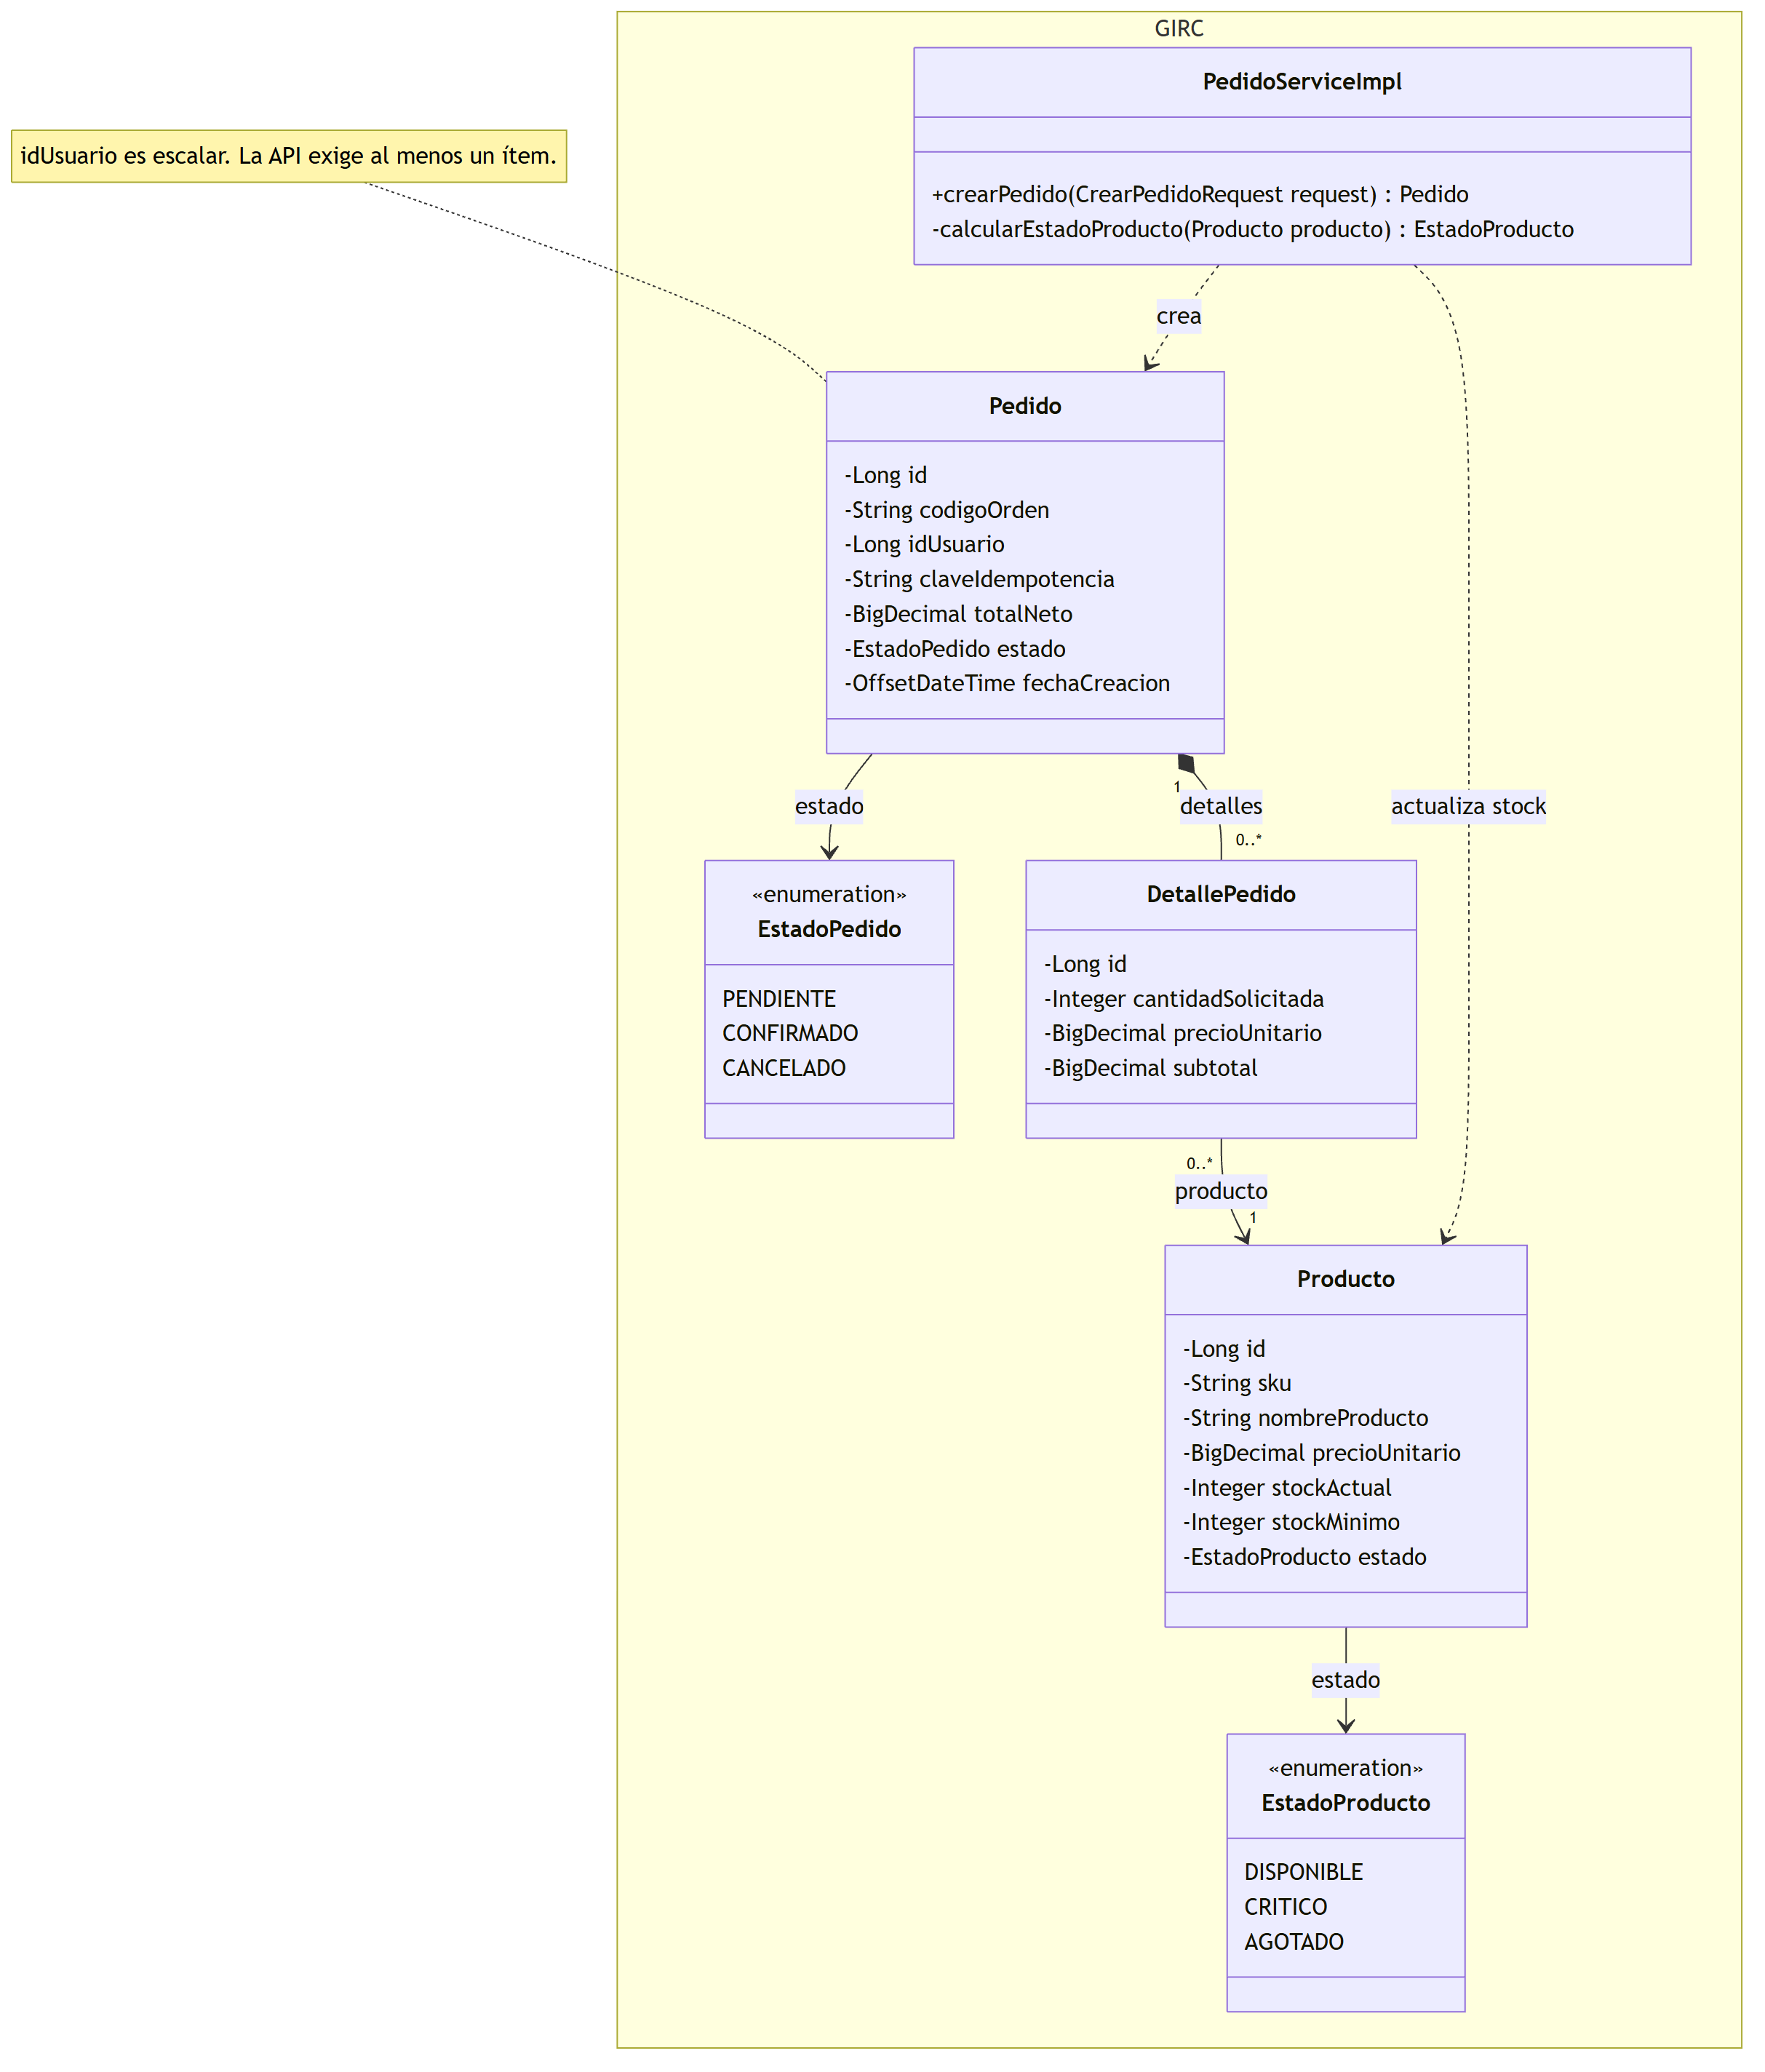 GIRC
PedidoServiceImpl
+crearPedido(CrearPedidoRequest request) : Pedido
-calcularEstadoProducto(Producto producto) : EstadoProducto
idUsuario es escalar. La API exige al menos un ítem.
crea
Pedido
-Long id
-String codigoOrden
-Long idUsuario
-String claveIdempotencia
-BigDecimal totalNeto
-EstadoPedido estado
-OffsetDateTime fechaCreacion
1
estado
detalles
actualiza stock
0..*
«enumeration»
EstadoPedido
PENDIENTE
CONFIRMADO
CANCELADO
DetallePedido
-Long id
-Integer cantidadSolicitada
-BigDecimal precioUnitario
-BigDecimal subtotal
0..*
producto
1
Producto
-Long id
-String sku
-String nombreProducto
-BigDecimal precioUnitario
-Integer stockActual
-Integer stockMinimo
-EstadoProducto estado
estado
«enumeration»
EstadoProducto
DISPONIBLE
CRITICO
AGOTADO